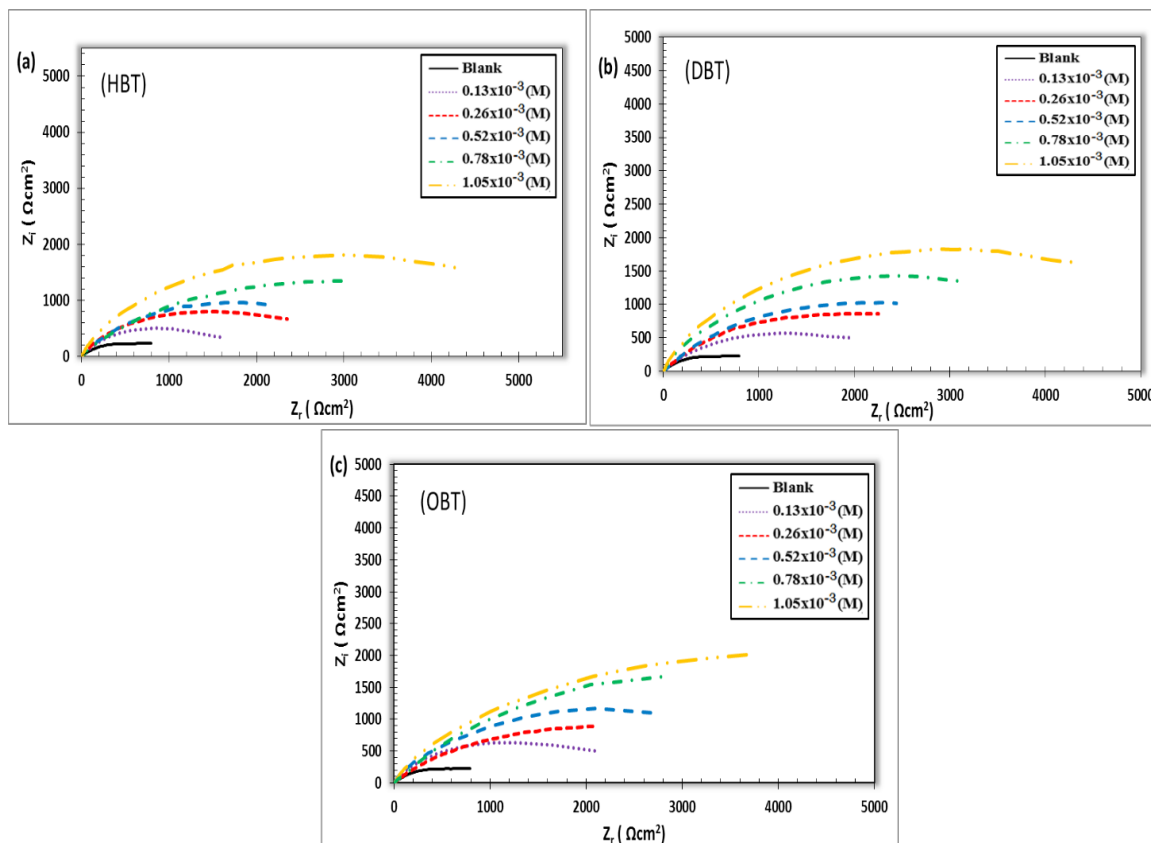 (a)
(HBT)
Blank
0.13x10⁻³(M)
0.26x10⁻³(M)
0.52x10⁻³(M)
0.78x10⁻³(M)
1.05x10⁻³(M)
5000
4000
3000
2000
1000
0
Zᵢ ( Ωcm²)
0 1000 2000 3000 4000 5000
Zᵣ ( Ωcm²)
(b)
(DBT)
Blank
0.13x10⁻³(M)
0.26x10⁻³(M)
0.52x10⁻³(M)
0.78x10⁻³(M)
1.05x10⁻³(M)
5000
4500
4000
3500
3000
2500
2000
1500
1000
500
0
Zᵢ ( Ωcm²)
0 1000 2000 3000 4000 5000
Zᵣ ( Ωcm²)
(c)
(OBT)
Blank
0.13x10⁻³(M)
0.26x10⁻³(M)
0.52x10⁻³(M)
0.78x10⁻³(M)
1.05x10⁻³(M)
5000
4500
4000
3500
3000
2500
2000
1500
1000
500
0
Zᵢ ( Ωcm²)
0 1000 2000 3000 4000 5000
Zᵣ ( Ωcm²)